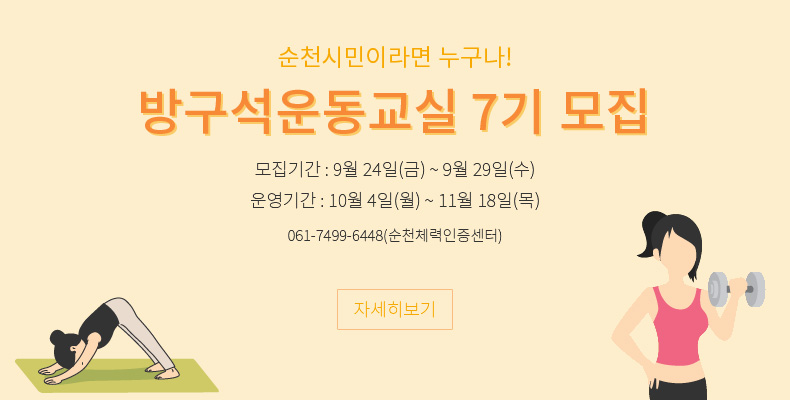 순천시민이라면 누구나!
방구석운동교실 7기 모집
모집기간 : 9월 24일(금) ~ 9월 29일(수)
운영기간 : 10월 4일(월) ~ 11월 18일(목)
061-7499-6448(순천체력인증센터)
자세히보기